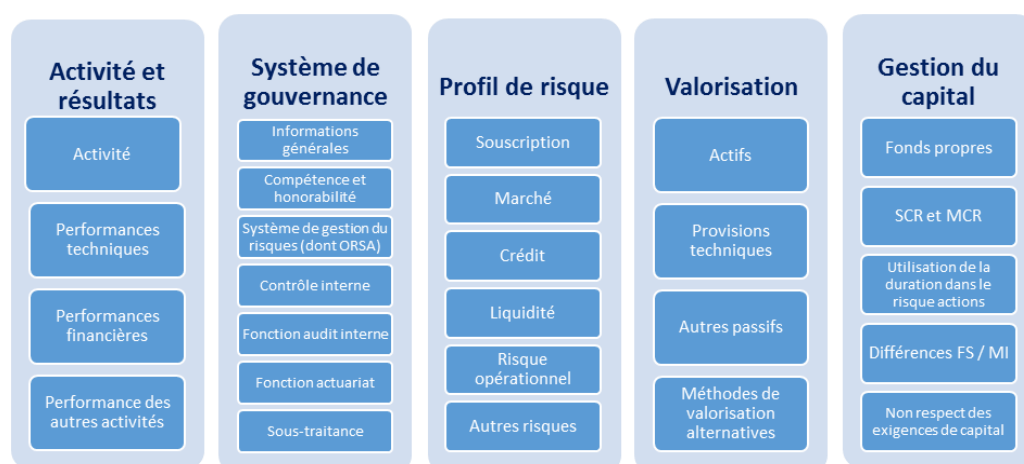 Activité et
résultats
Activité
Performances
techniques
Performances
financières
Performance des
autres activités
Système de
gouvernance
Informations
générales
Compétence et
honorabilité
Système de gestion du
risques (dont ORSA)
Contrôle interne
Fonction audit interne
Fonction actuariat
Sous-traitance
Profil de risque
Souscription
Marché
Crédit
Liquidité
Risque
opérationnel
Autres risques
Valorisation
Actifs
Provisions
techniques
Autres passifs
Méthodes de
valorisation
alternatives
Gestion du
capital
Fonds propres
SCR et MCR
Utilisation de la
duration dans le
risque actions
Différences FS / MI
Non respect des
exigences de capital